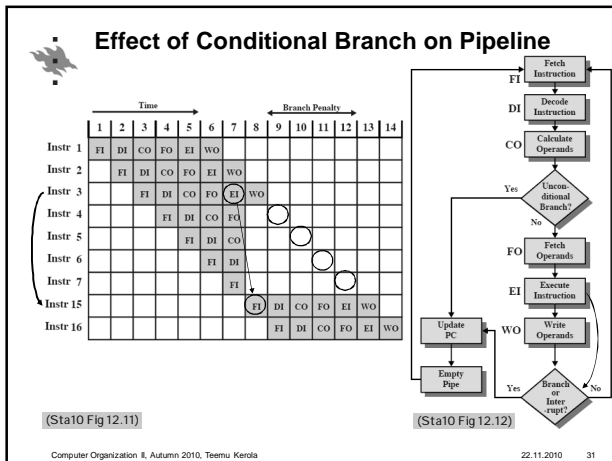 Effect of Conditional Branch on Pipeline
Time
Branch Penalty
1 2 3 4 5 6 7 8 9 10 11 12 13 14
Instr 1 FI DI CO FO EI WO
Instr 2 FI DI CO FO EI WO
Instr 3 FI DI CO FO EI WO
Instr 4 FI DI CO FO
Instr 5 FI DI CO
Instr 6 FI DI
Instr 7 FI
Instr 15 FI DI CO FO EI WO
Instr 16 FI DI CO FO EI WO
(Sta10 Fig 12.11)
FI
Fetch
Instruction
DI
Decode
Instruction
CO
Calculate
Operands
Yes
Uncon-
ditional
Branch?
No
FO
Fetch
Operands
EI
Execute
Instruction
Update
PC
WO
Write
Operands
Empty
Pipe
Yes
Branch
or
Inter
-rupt?
No
(Sta10 Fig 12.12)
Computer Organization II, Autumn 2010, Teemu Kerola
22.11.2010 31